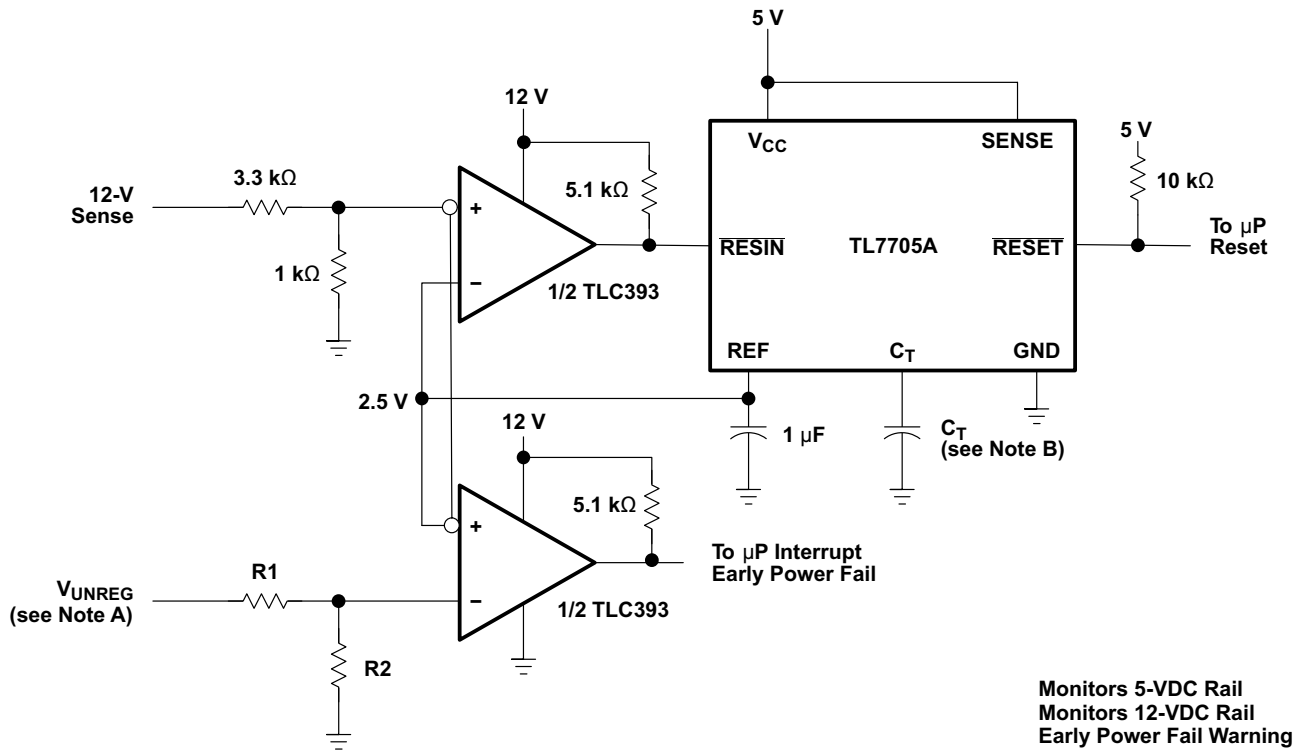 5 V
12 V
VCC
SENSE
5 V
3.3 kΩ
12-V
Sense
5.1 kΩ
10 kΩ
+
RESIN
TL7705A
RESET
To µP
Reset
1 kΩ
–
1/2 TLC393
REF
CT
GND
2.5 V
12 V
1 µF
CT
(see Note B)
5.1 kΩ
+
To µP Interrupt
Early Power Fail
R1
VUNREG
(see Note A)
–
1/2 TLC393
R2
Monitors 5-VDC Rail
Monitors 12-VDC Rail
Early Power Fail Warning